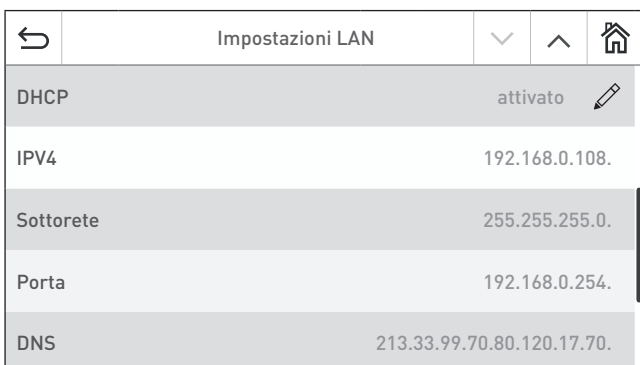 Impostazioni LAN
DHCP attivato
IPV4 192.168.0.108.
Sottorete 255.255.255.0.
Porta 192.168.0.254.
DNS 213.33.99.70.80.120.17.70.